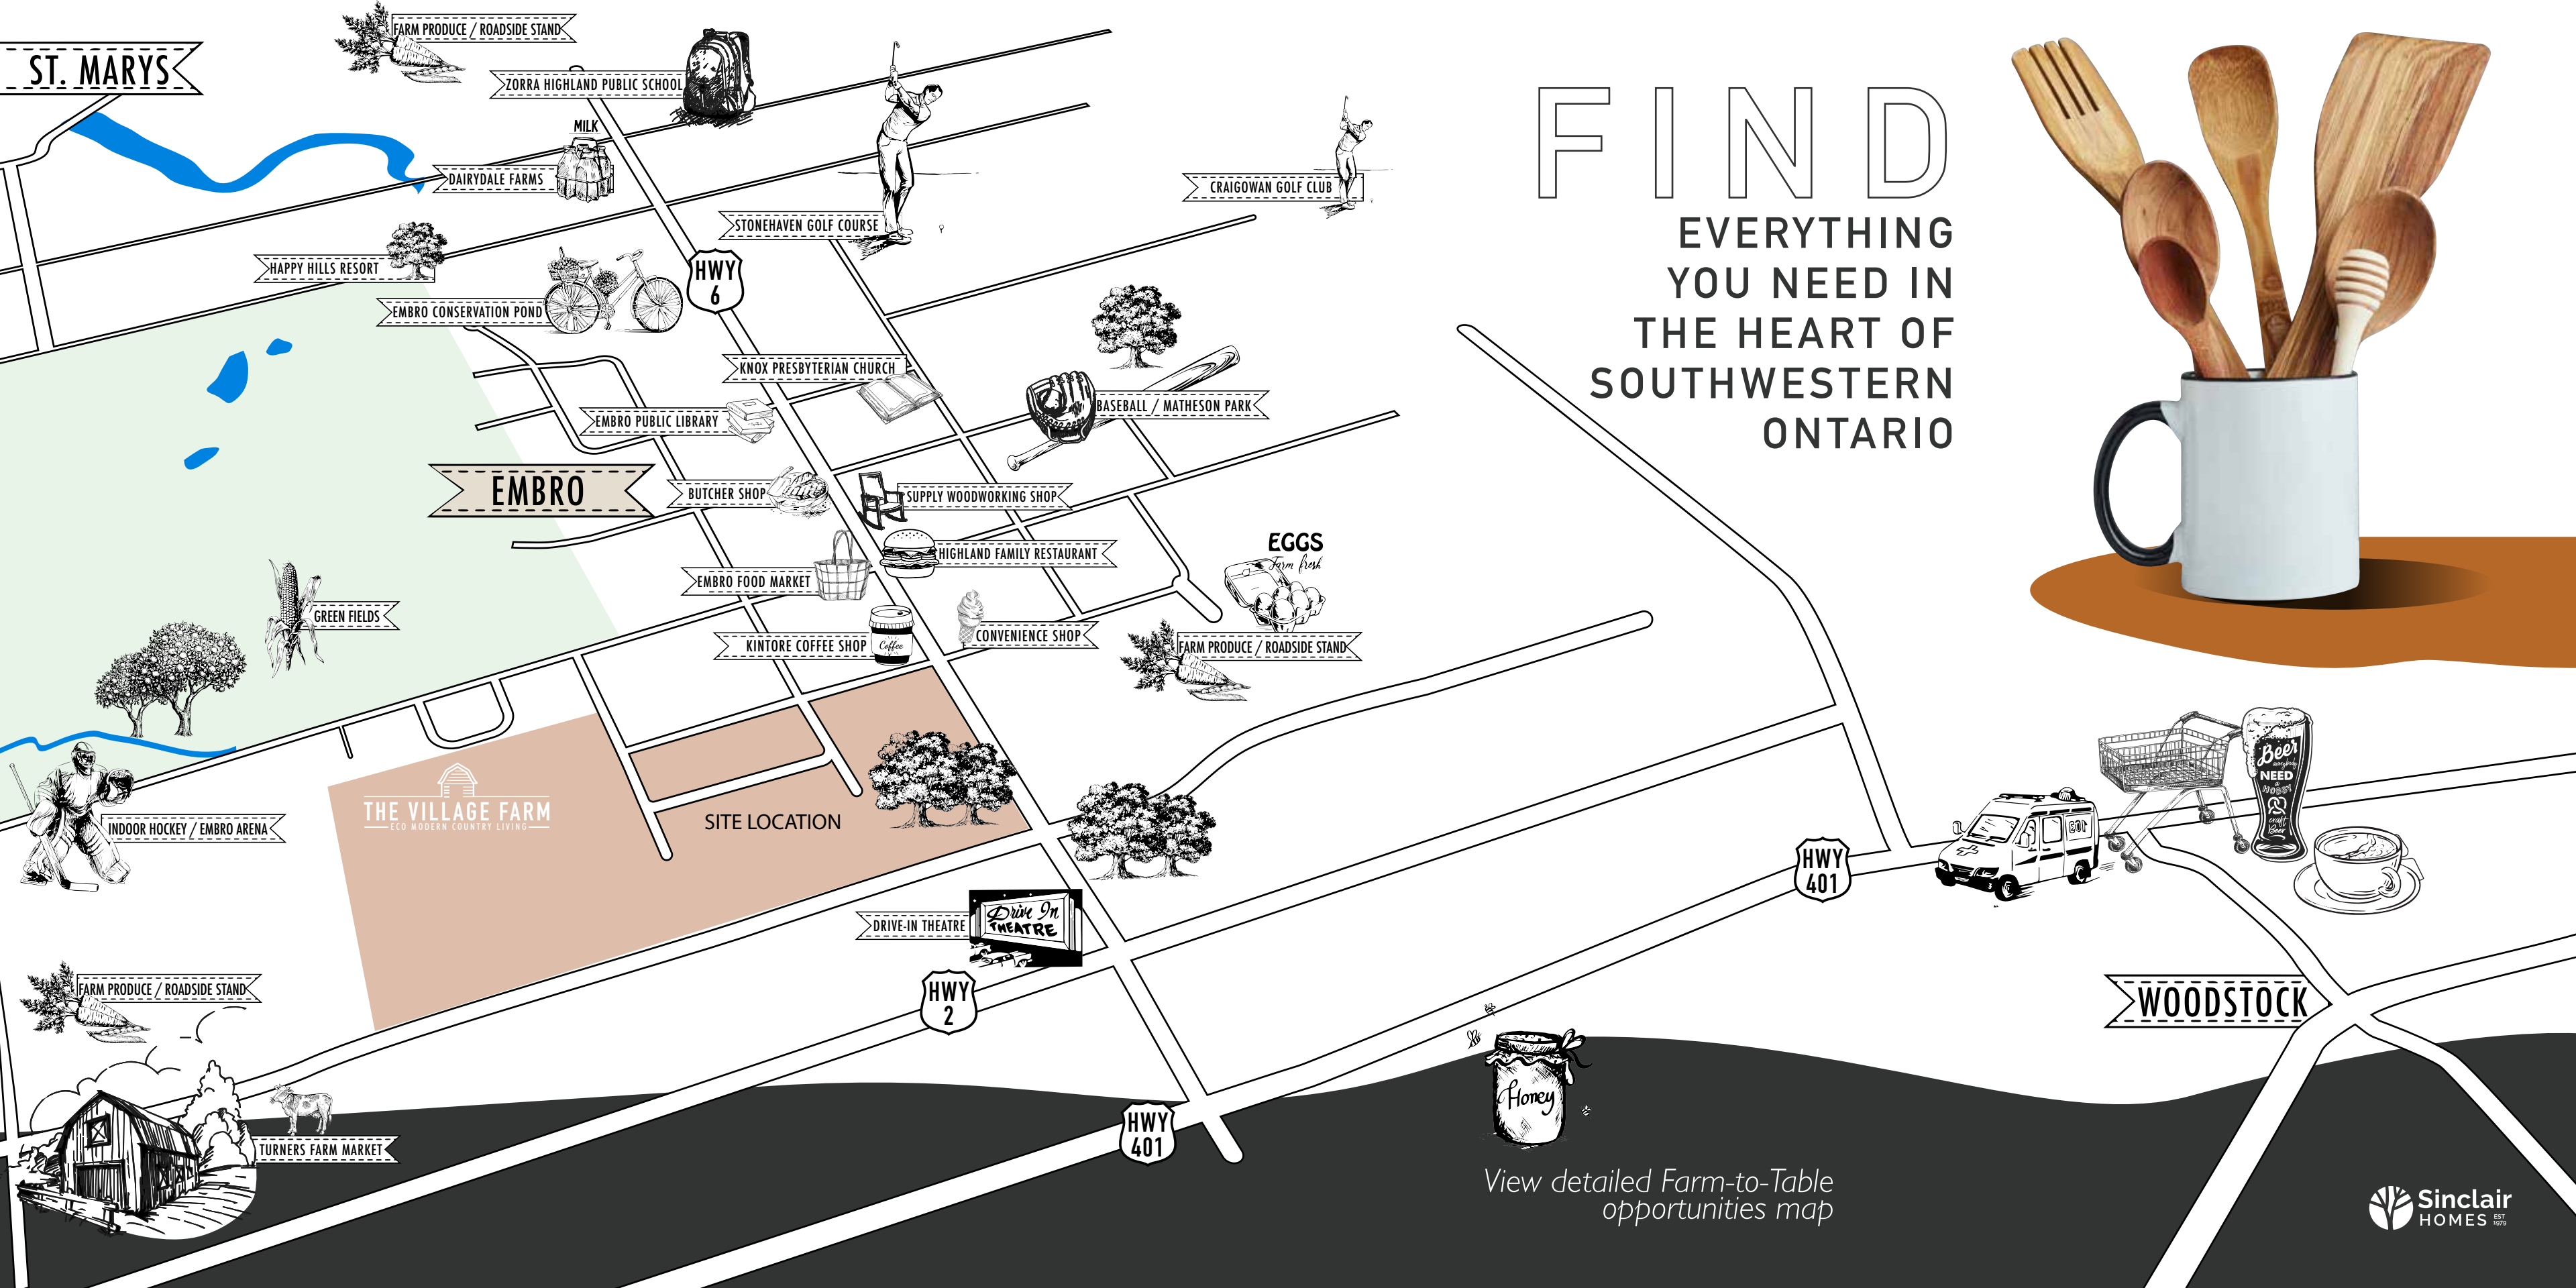 FARM PRODUCE / ROADSIDE STAND
ST. MARYS
ZORRA HIGHLAND PUBLIC SCHOOL
MILK
DAIRYDALE FARMS
CRAIGOWAN GOLF CLUB
STONEHAVEN GOLF COURSE
HAPPY HILLS RESORT
HWY
6
EMBRO CONSERVATION POND
KNOX PRESBYTERIAN CHURCH
BASEBALL / MATHESON PARK
EMBRO PUBLIC LIBRARY
EMBRO
BUTCHER SHOP
SUPPLY WOODWORKING SHOP
HIGHLAND FAMILY RESTAURANT
EGGS
Farm fresh
EMBRO FOOD MARKET
GREEN FIELDS
KINTORE COFFEE SHOP
Coffee
CONVENIENCE SHOP
FARM PRODUCE / ROADSIDE STAND
THE VILLAGE FARM
ECO MODERN COUNTRY LIVING
SITE LOCATION
INDOOR HOCKEY / EMBRO ARENA
DRIVE-IN THEATRE
Drive In
THEATRE
FARM PRODUCE / ROADSIDE STAND
HWY
2
TURNERS FARM MARKET
HWY
401
FIND
EVERYTHING
YOU NEED IN
THE HEART OF
SOUTHWESTERN
ONTARIO
Beer
NEED
HOBBY
craft
Beer
HWY
401
WOODSTOCK
Honey
View detailed Farm-to-Table
opportunities map
Sinclair
HOMES EST
1979